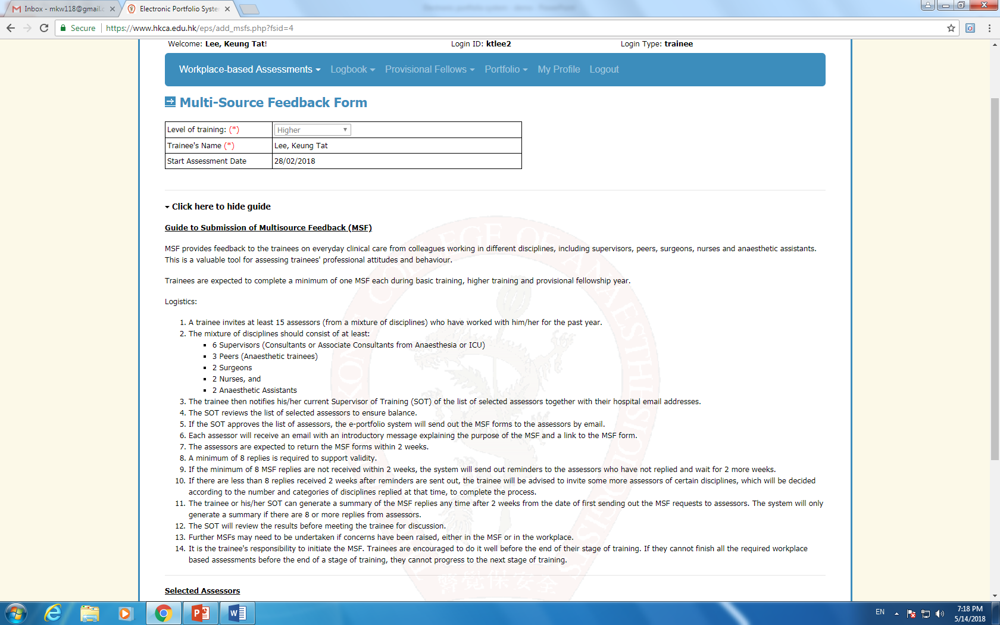 Inbox - mkw118@gmail.c
Electronic Portfolio Syste
Secure
https://www.hkca.edu.hk/eps/add_msfs.php?fsid=4
Welcome: Lee, Keung Tat!
Login ID: ktlee2
Login Type: trainee
Workplace-based Assessments
Logbook
Provisional Fellows
Portfolio
My Profile
Logout
Multi-Source Feedback Form
Level of training: (*)
Higher
Trainee's Name (*)
Lee, Keung Tat
Start Assessment Date
28/02/2018
Click here to hide guide
Guide to Submission of Multisource Feedback (MSF)
MSF provides feedback to the trainees on everyday clinical care from colleagues working in different disciplines, including supervisors, peers, surgeons, nurses and anaesthetic assistants.
This is a valuable tool for assessing trainees' professional attitudes and behaviour.
Trainees are expected to complete a minimum of one MSF each during basic training, higher training and provisional fellowship year.
Logistics:
1. A trainee invites at least 15 assessors (from a mixture of disciplines) who have worked with him/her for the past year.
2. The mixture of disciplines should consist of at least:
6 Supervisors (Consultants or Associate Consultants from Anaesthesia or ICU)
3 Peers (Anaesthetic trainees)
2 Surgeons
2 Nurses, and
2 Anaesthetic Assistants
3. The trainee then notifies his/her current Supervisor of Training (SOT) of the list of selected assessors together with their hospital email addresses.
4. The SOT reviews the list of selected assessors to ensure balance.
5. If the SOT approves the list of assessors, the e-portfolio system will send out the MSF forms to the assessors by email.
6. Each assessor will receive an email with an introductory message explaining the purpose of the MSF and a link to the MSF form.
7. The assessors are expected to return the MSF forms within 2 weeks.
8. A minimum of 8 replies is required to support validity.
9. If the minimum of 8 MSF replies are not received within 2 weeks, the system will send out reminders to the assessors who have not replied and wait for 2 more weeks.
10. If there are less than 8 replies received 2 weeks after reminders are sent out, the trainee will be advised to invite some more assessors of certain disciplines, which will be decided
according to the number and categories of disciplines replied at that time, to complete the process.
11. The trainee or his/her SOT can generate a summary of the MSF replies any time after 2 weeks from the date of first sending out the MSF requests to assessors. The system will only
generate a summary if there are 8 or more replies from assessors.
12. The SOT will review the results before meeting the trainee for discussion.
13. Further MSFs may need to be undertaken if concerns have been raised, either in the MSF or in the workplace.
14. It is the trainee's responsibility to initiate the MSF. Trainees are encouraged to do it well before the end of their stage of training. If they cannot finish all the required workplace
based assessments before the end of a stage of training, they cannot progress to the next stage of training.
Selected Assessors
EN
7:18 PM
5/14/2018